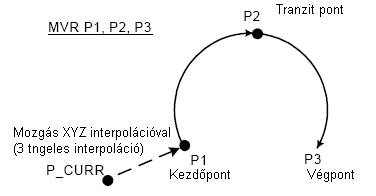 MVR P1, P2, P3
Tranzit pont
P2
Mozgás XYZ interpolációval
(3 tngeles interpoláció)
P_CURR
P1
Kezdőpont
P3
Végpont